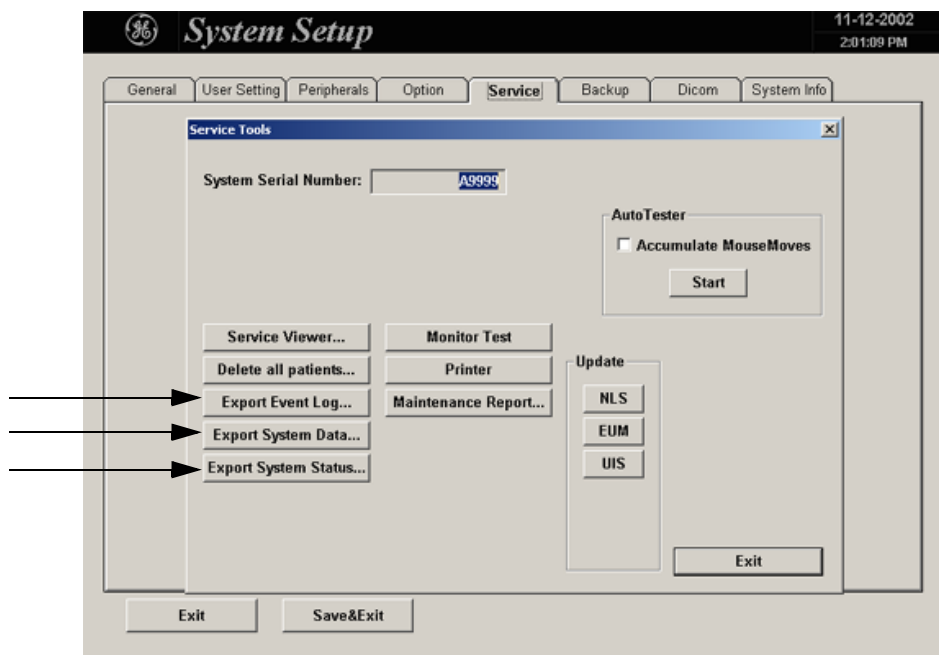 GE System Setup
11-12-2002
2:01:09 PM
General User Setting Peripherals Option Service Backup Dicom System Info
Service Tools
System Serial Number: A9999
AutoTester
Accumulate MouseMoves
Start
Service Viewer... Monitor Test
Update
Delete all patients... Printer
Export Event Log... Maintenance Report... NLS
Export System Data... EUM
Export System Status... UIS
Exit
Exit Save&Exit